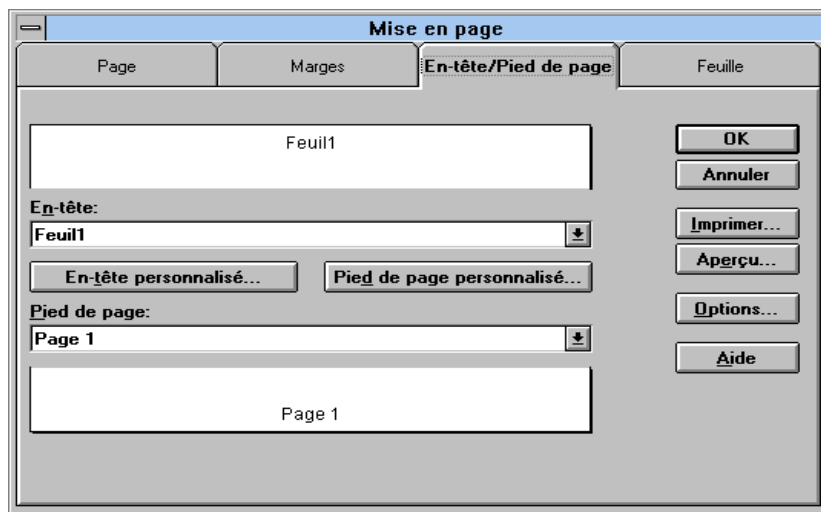 Mise en page
Page
Marges
En-tête/Pied de page
Feuille
Feuil1
En-tête:
Feuil1
En-tête personnalisé...
Pied de page personnalisé...
Pied de page:
Page 1
Page 1
OK
Annuler
Imprimer...
Aperçu...
Options...
Aide